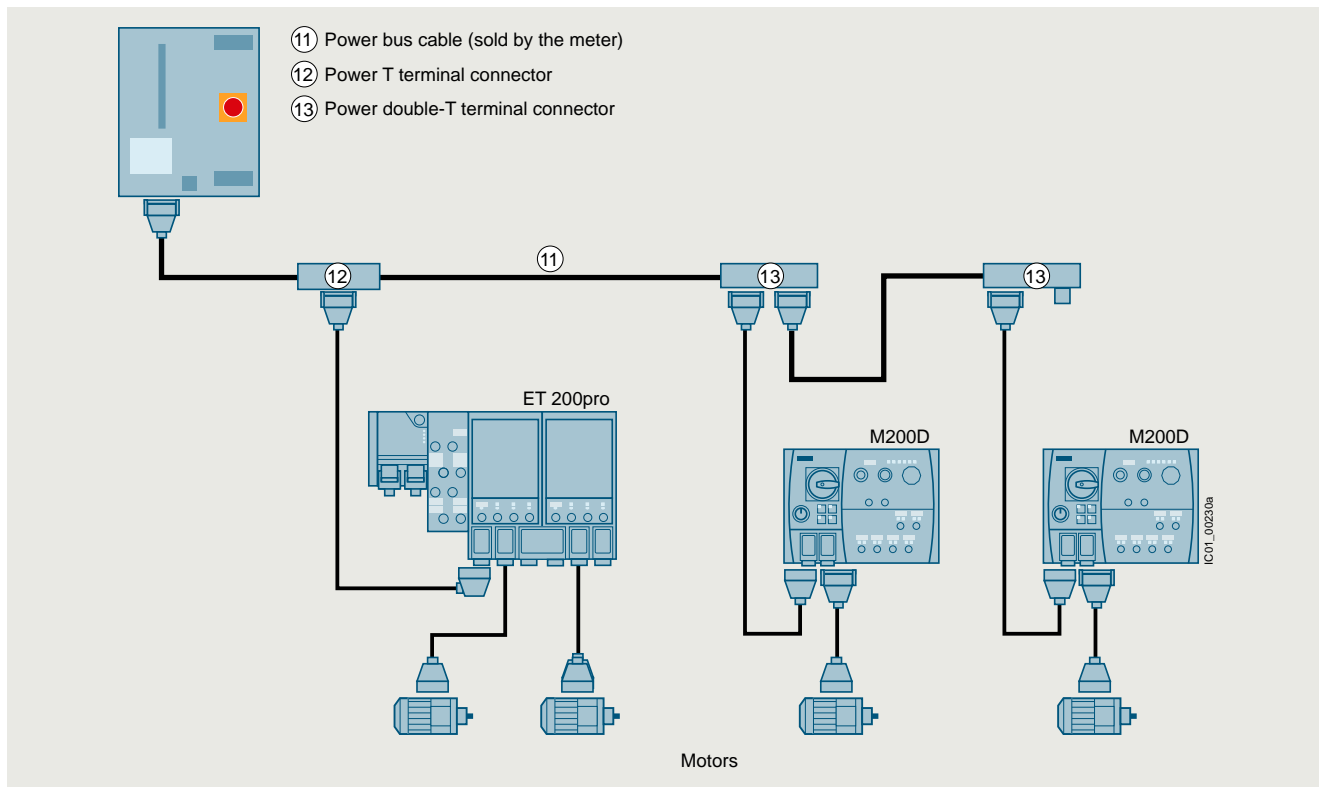 11 Power bus cable (sold by the meter)
12 Power T terminal connector
13 Power double-T terminal connector
11
12
13
13
ET 200pro
M200D
M200D
IC01_00230a
Motors